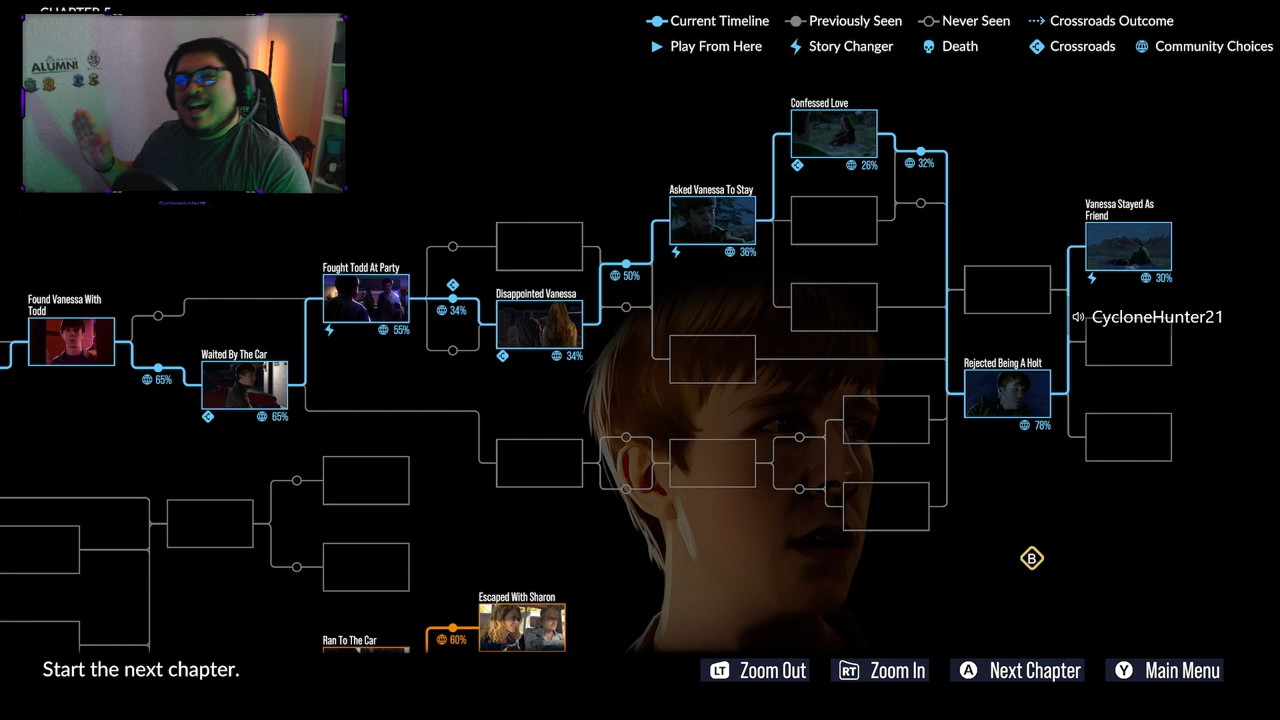 CHAPTER 5
Current Timeline
Previously Seen
Never Seen
Crossroads Outcome
Play From Here
Story Changer
Death
Crossroads
Community Choices
ALUMNI
Confessed Love
26%
32%
Asked Vanessa To Stay
36%
Vanessa Stayed As
Friend
30%
Fought Todd At Party
55%
34%
50%
Disappointed Vanessa
34%
Found Vanessa With
Todd
65%
Waited By The Car
65%
CycloneHunter21
Rejected Being A Holt
78%
B
Escaped With Sharon
60%
Ran To The Car
Start the next chapter.
LT Zoom Out
RT Zoom In
A Next Chapter
Y Main Menu